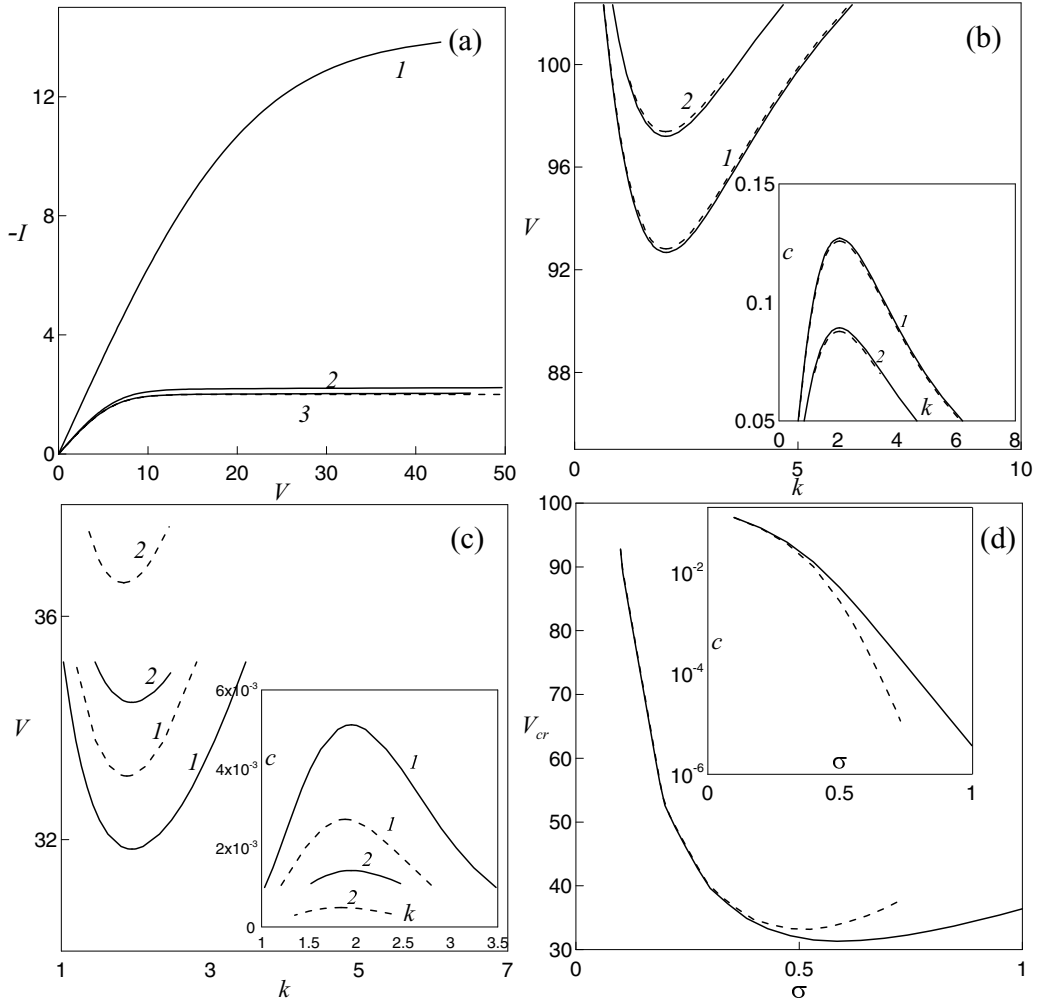 (a)
1
12
8
-I
4
2
3
0
0 10 20 30 40 50
V
(b)
100
2
1
96
V
92
88
0.15
c
0.1
1
2
k
0.05
0 2 4 6 8
0 5 10
k
(c)
2
36
2
1
V
1
32
6x10-3
c
1
4x10-3
1
2x10-3
2
2
k
0
1 1.5 2 2.5 3 3.5
1 3 5 7
k
(d)
100
90
80
70
Vcr
60
50
40
30
10-2
c
10-4
10-6
σ
0 0.5 1
0 0.5 1
σ